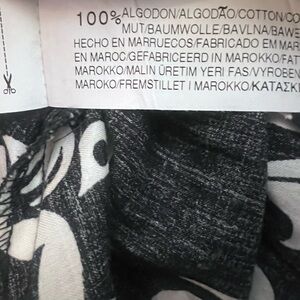 100% ALGODON/ALGODÃO/COTTON/CO
MUT/BAUMWOLLE/BAVLNA/BAWE
HECHO EN MARRUECOS/FABRICADO EM MAR
EN MAROC/GEFABRICEERD IN MAROKKO/FAT
MAROKKO/MALIN ÜRETIM YERI FAS/VYROBEN
MAROKO/FREMSTILLET I MAROKKO/ΚΑΤΑΣΚΙ